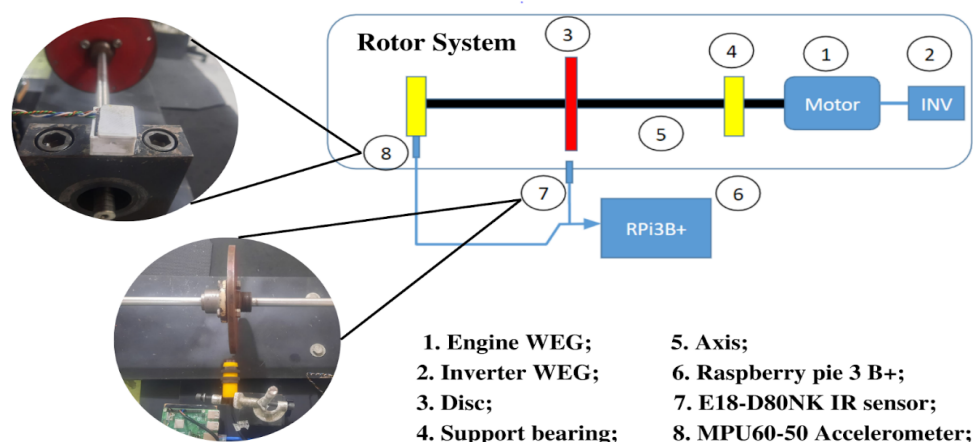 Rotor System
3
4
1
2
Motor
INV
5
8
7
6
RPi3B+
1. Engine WEG;
2. Inverter WEG;
3. Disc;
4. Support bearing;
5. Axis;
6. Raspberry pie 3 B+;
7. E18-D80NK IR sensor;
8. MPU60-50 Accelerometer;